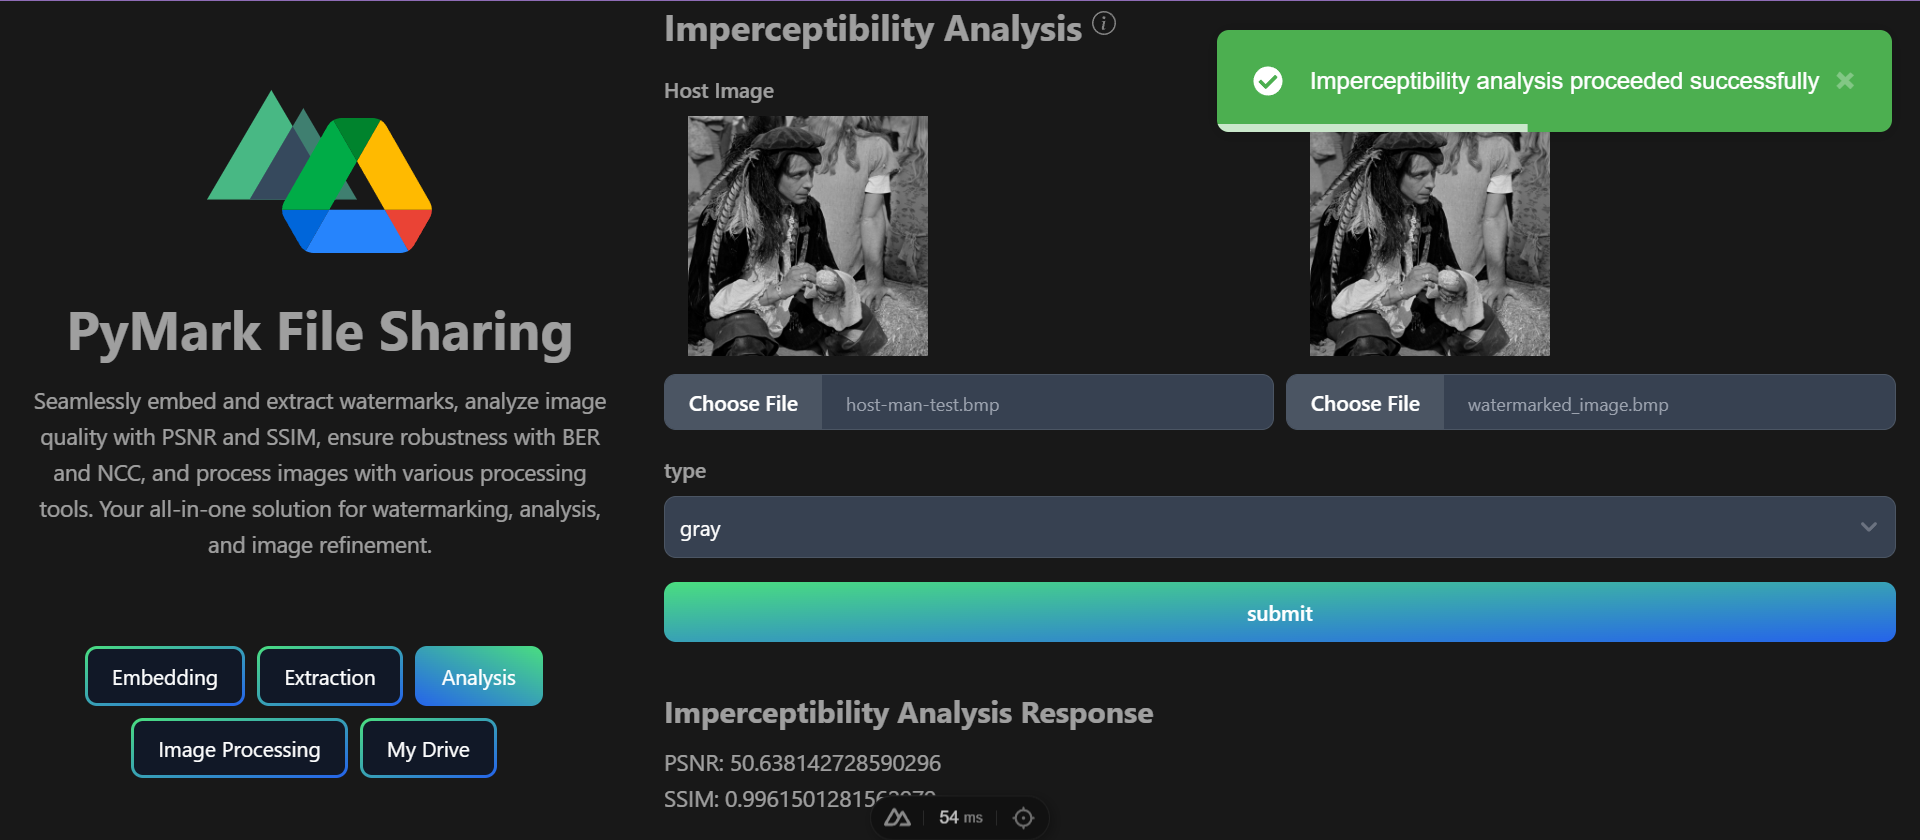 PyMark File Sharing
Seamlessly embed and extract watermarks, analyze image
quality with PSNR and SSIM, ensure robustness with BER
and NCC, and process images with various processing
tools. Your all-in-one solution for watermarking, analysis,
and image refinement.
Embedding
Extraction
Analysis
Image Processing
My Drive
Imperceptibility Analysis
Imperceptibility analysis proceeded successfully
Host Image
Choose File
host-man-test.bmp
Choose File
watermarked_image.bmp
type
gray
submit
Imperceptibility Analysis Response
PSNR: 50.638142728590296
SSIM:
54 ms